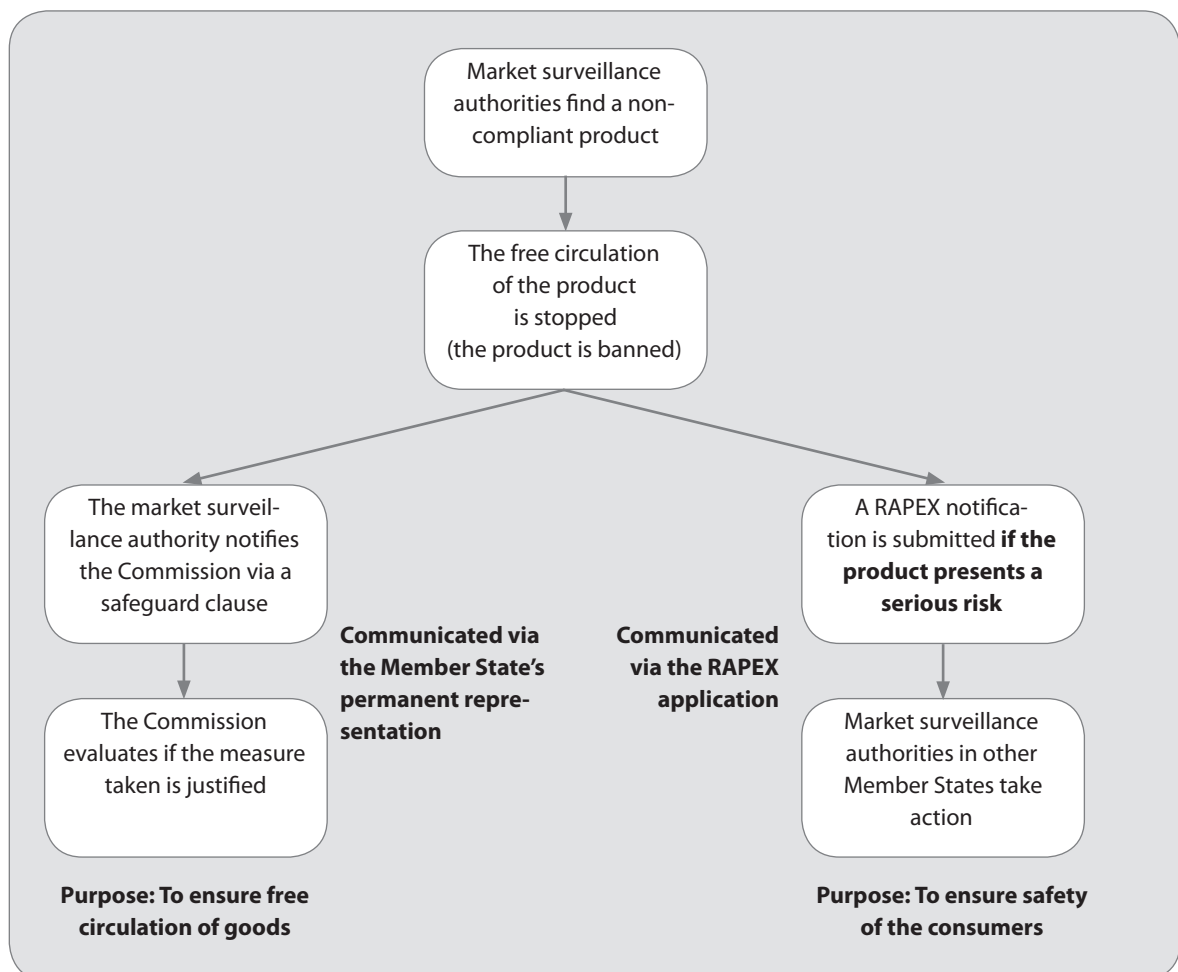 Market surveillance
authorities find a non-
compliant product
The free circulation
of the product
is stopped
(the product is banned)
The market surveil-
lance authority notifies
the Commission via a
safeguard clause
Communicated via
the Member State’s
permanent repre-
sentation
The Commission
evaluates if the measure
taken is justified
Purpose: To ensure free
circulation of goods
A RAPEX notifica-
tion is submitted if the
product presents a
serious risk
Communicated
via the RAPEX
application
Market surveillance
authorities in other
Member States take
action
Purpose: To ensure safety
of the consumers